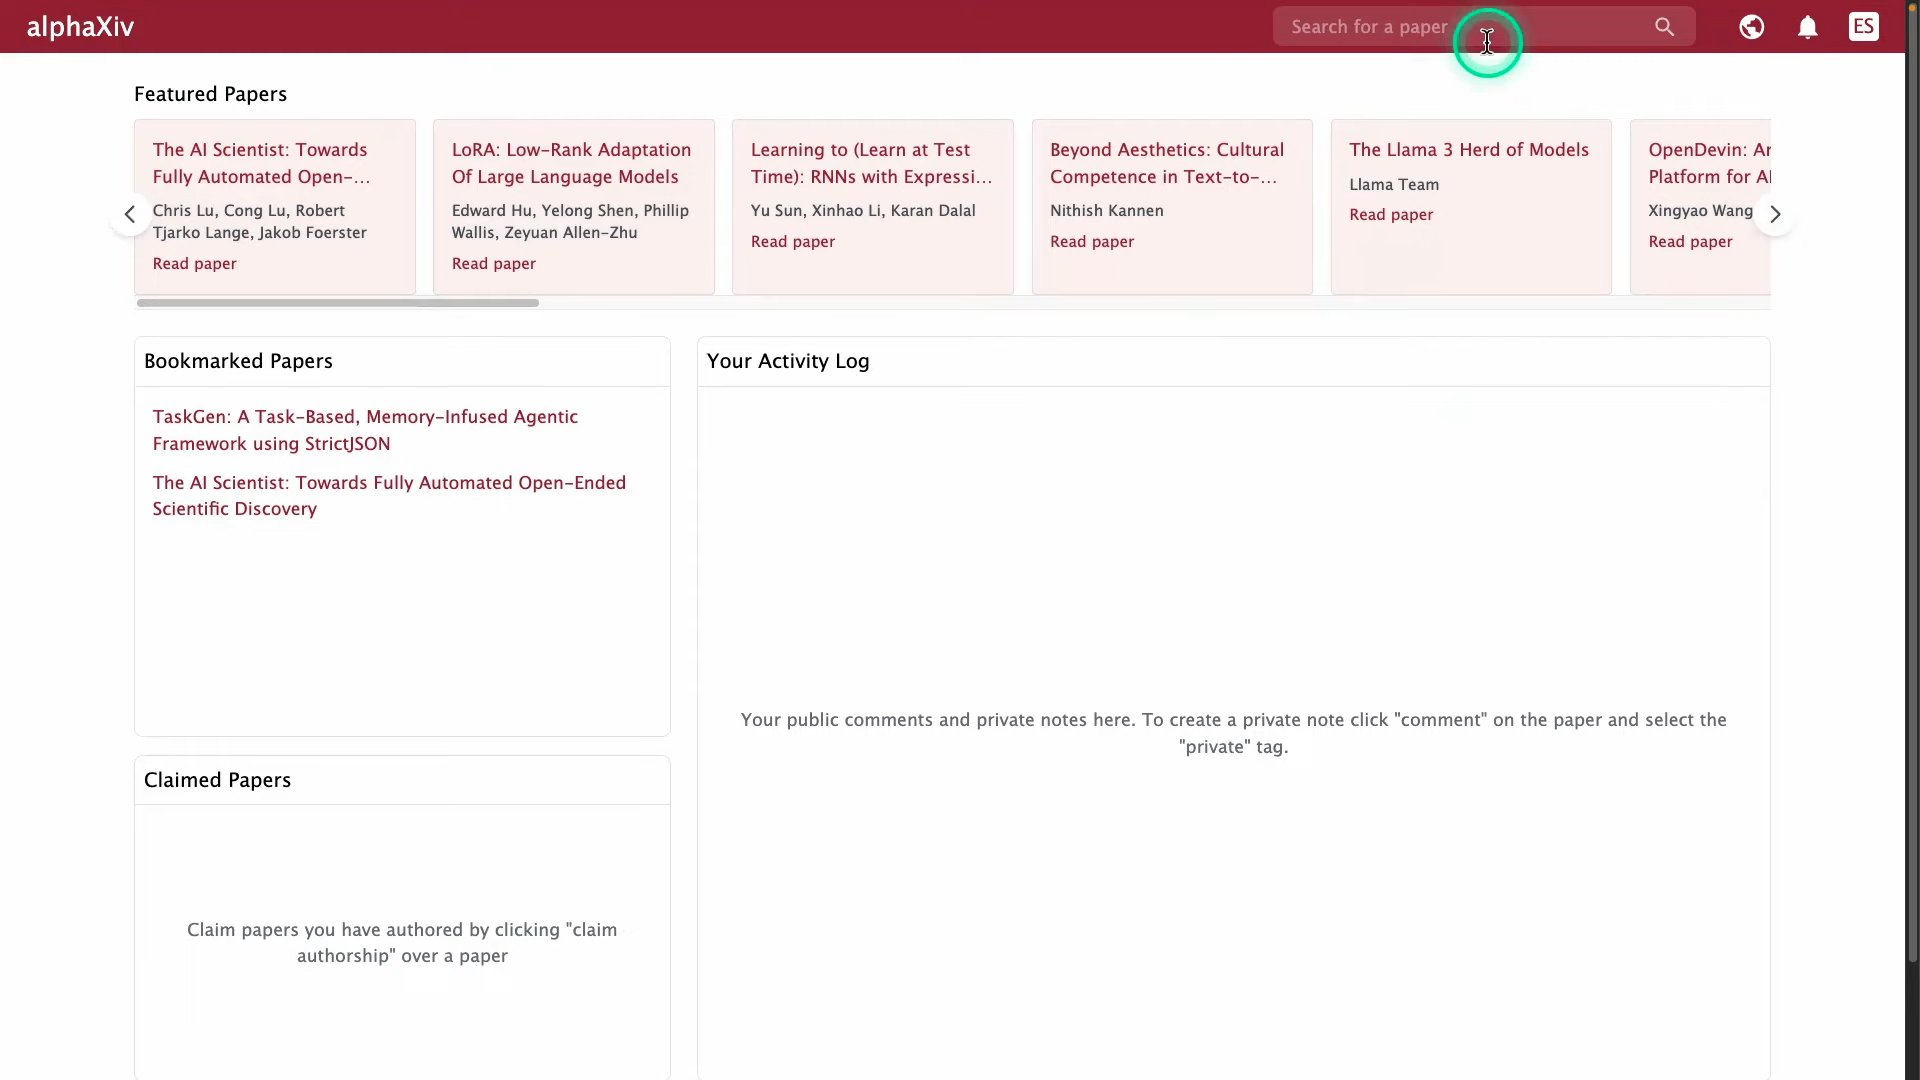 alphaXiv
Search for a paper
ES
Featured Papers
The AI Scientist: Towards
Fully Automated Open-...
Chris Lu, Cong Lu, Robert
Tjarko Lange, Jakob Foerster
Read paper
LoRA: Low-Rank Adaptation
Of Large Language Models
Edward Hu, Yelong Shen, Phillip
Wallis, Zeyuan Allen-Zhu
Read paper
Learning to (Learn at Test
Time): RNNs with Expressi...
Yu Sun, Xinhao Li, Karan Dalal
Read paper
Beyond Aesthetics: Cultural
Competence in Text-to-...
Nithish Kannen
Read paper
The Llama 3 Herd of Models
Llama Team
Read paper
OpenDevin:
Platform for
Xingyao Wang
Read paper
Bookmarked Papers
TaskGen: A Task-Based, Memory-Infused Agentic
Framework using StrictJSON
The AI Scientist: Towards Fully Automated Open-Ended
Scientific Discovery
Claimed Papers
Claim papers you have authored by clicking "claim
authorship" over a paper
Your Activity Log
Your public comments and private notes here. To create a private note click "comment" on the paper and select the
"private" tag.